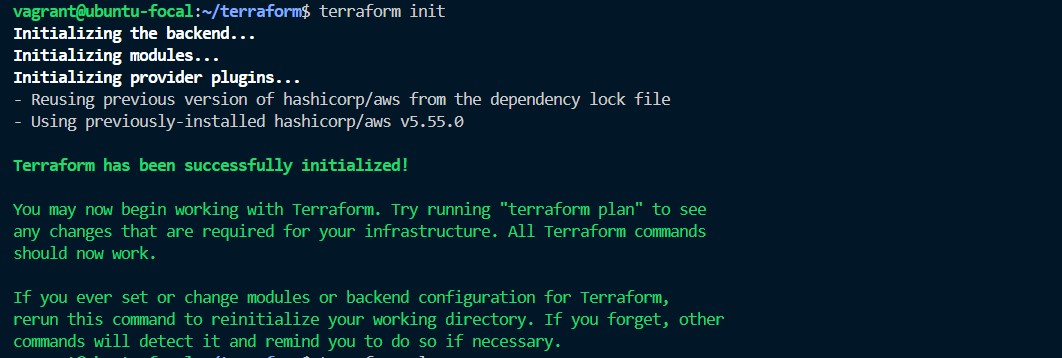 vagrant@ubuntu-focal:~/terraform$ terraform init
Initializing the backend...
Initializing modules...
Initializing provider plugins...
- Reusing previous version of hashicorp/aws from the dependency lock file
- Using previously-installed hashicorp/aws v5.55.0
Terraform has been successfully initialized!
You may now begin working with Terraform. Try running "terraform plan" to see
any changes that are required for your infrastructure. All Terraform commands
should now work.
If you ever set or change modules or backend configuration for Terraform,
rerun this command to reinitialize your working directory. If you forget, other
commands will detect it and remind you to do so if necessary.